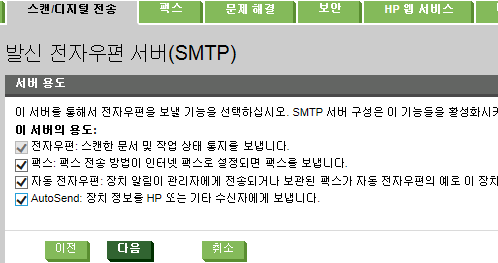 스캔/디지털 전송
팩스
문제 해결
보안
HP 웹 서비스
발신 전자우편 서버(SMTP)
서버 용도
이 서버를 통해서 전자우편을 보낼 기능을 선택하십시오. SMTP 서버 구성은 이 기능들을 활성화시키
이 서버의 용도:
전자우편: 스캔한 문서 및 작업 상태 통지를 보냅니다.
팩스: 팩스 전송 방법이 인터넷 팩스로 설정되면 팩스를 보냅니다.
자동 전자우편: 장치 알림이 관리자에게 전송되거나 보관된 팩스가 자동 전자우편의 예로 이 장치
AutoSend: 장치 정보를 HP 또는 기타 수신자에게 보냅니다.
이전
다음
취소